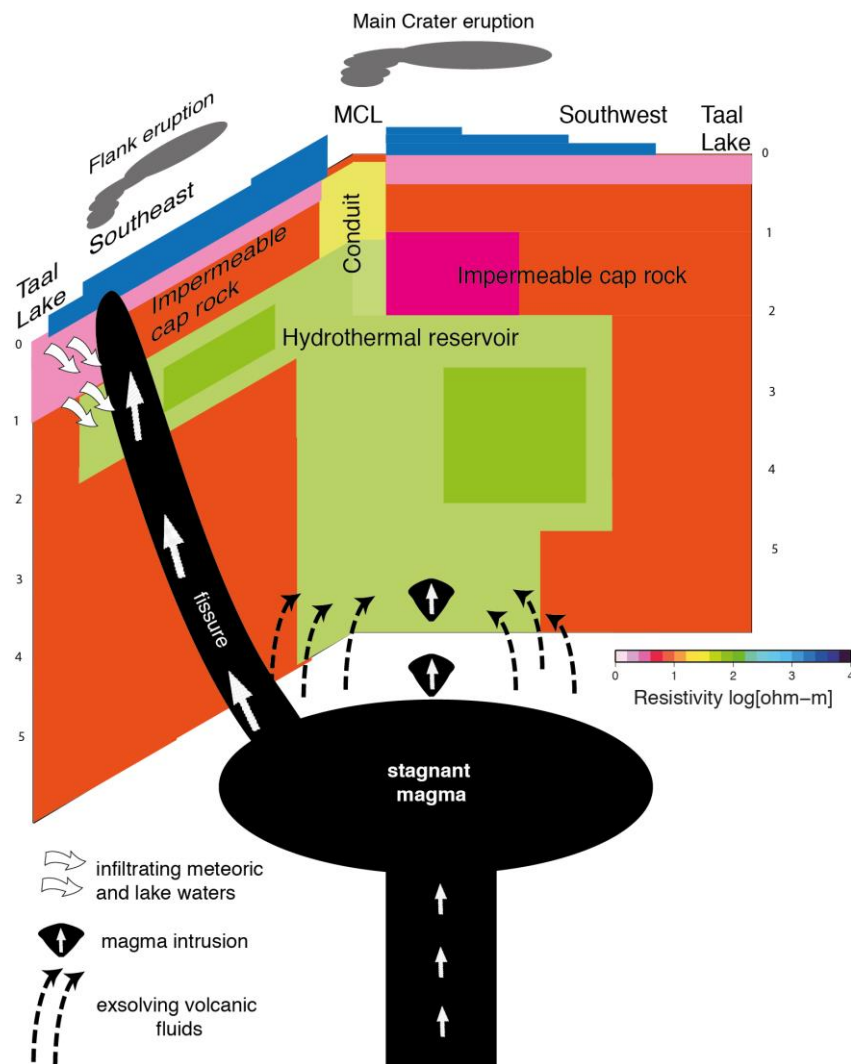 Main Crater eruption
Flank eruption
MCL
Southwest
Taal
Lake
Southeast
Taal
Lake
Conduit
Impermeable
cap rock
Impermeable cap rock
Hydrothermal reservoir
0
1
2
3
4
5
0
1
2
3
4
5
fissure
stagnant
magma
0 1 2 3 4
Resistivity log[ohm–m]
infiltrating meteoric
and lake waters
magma intrusion
exsolving volcanic
fluids